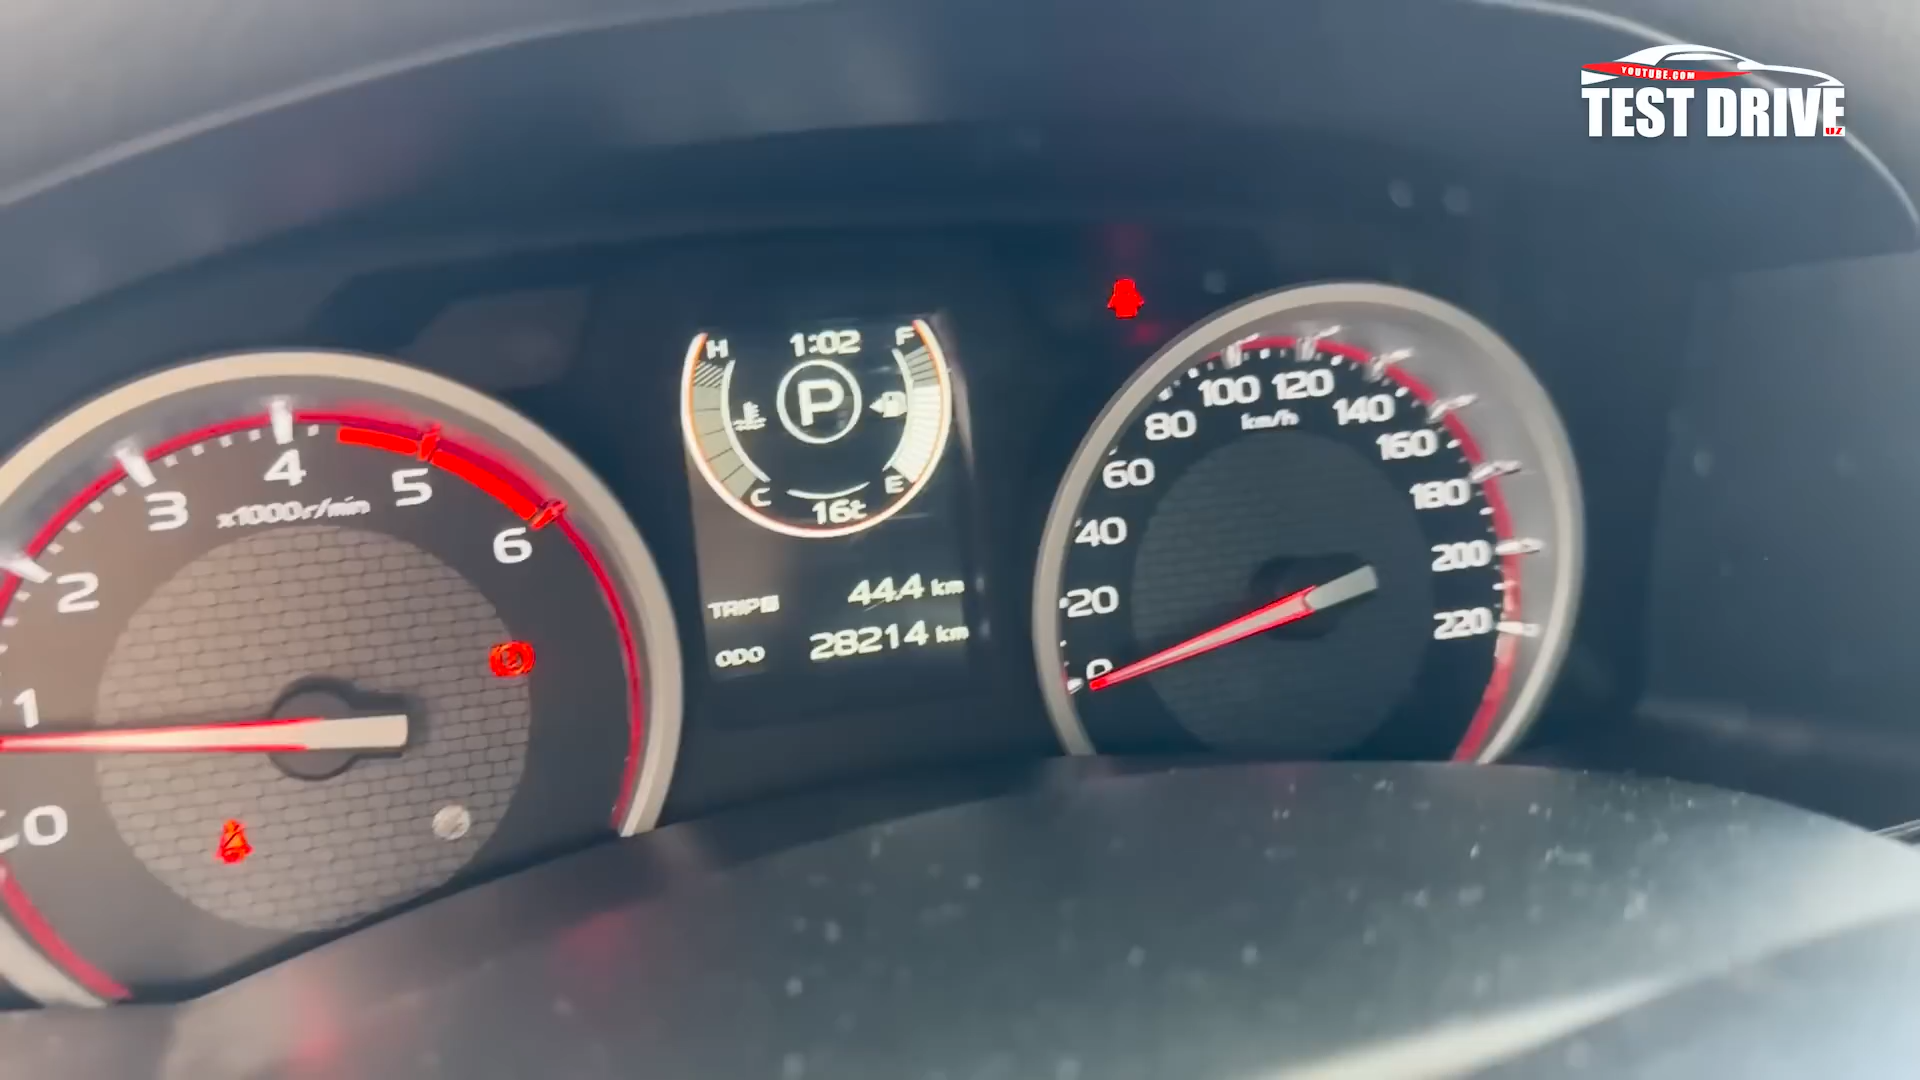 YOUTUBE.COM
TEST DRIVE
UZ
H 1:02 F
P
C E
16
TRIP 44.4 km
ODO 28214 km
0
1
2
3
4
5
6
x1000r/min
0
20
40
60
80
100
120
140
160
180
200
220
km/h